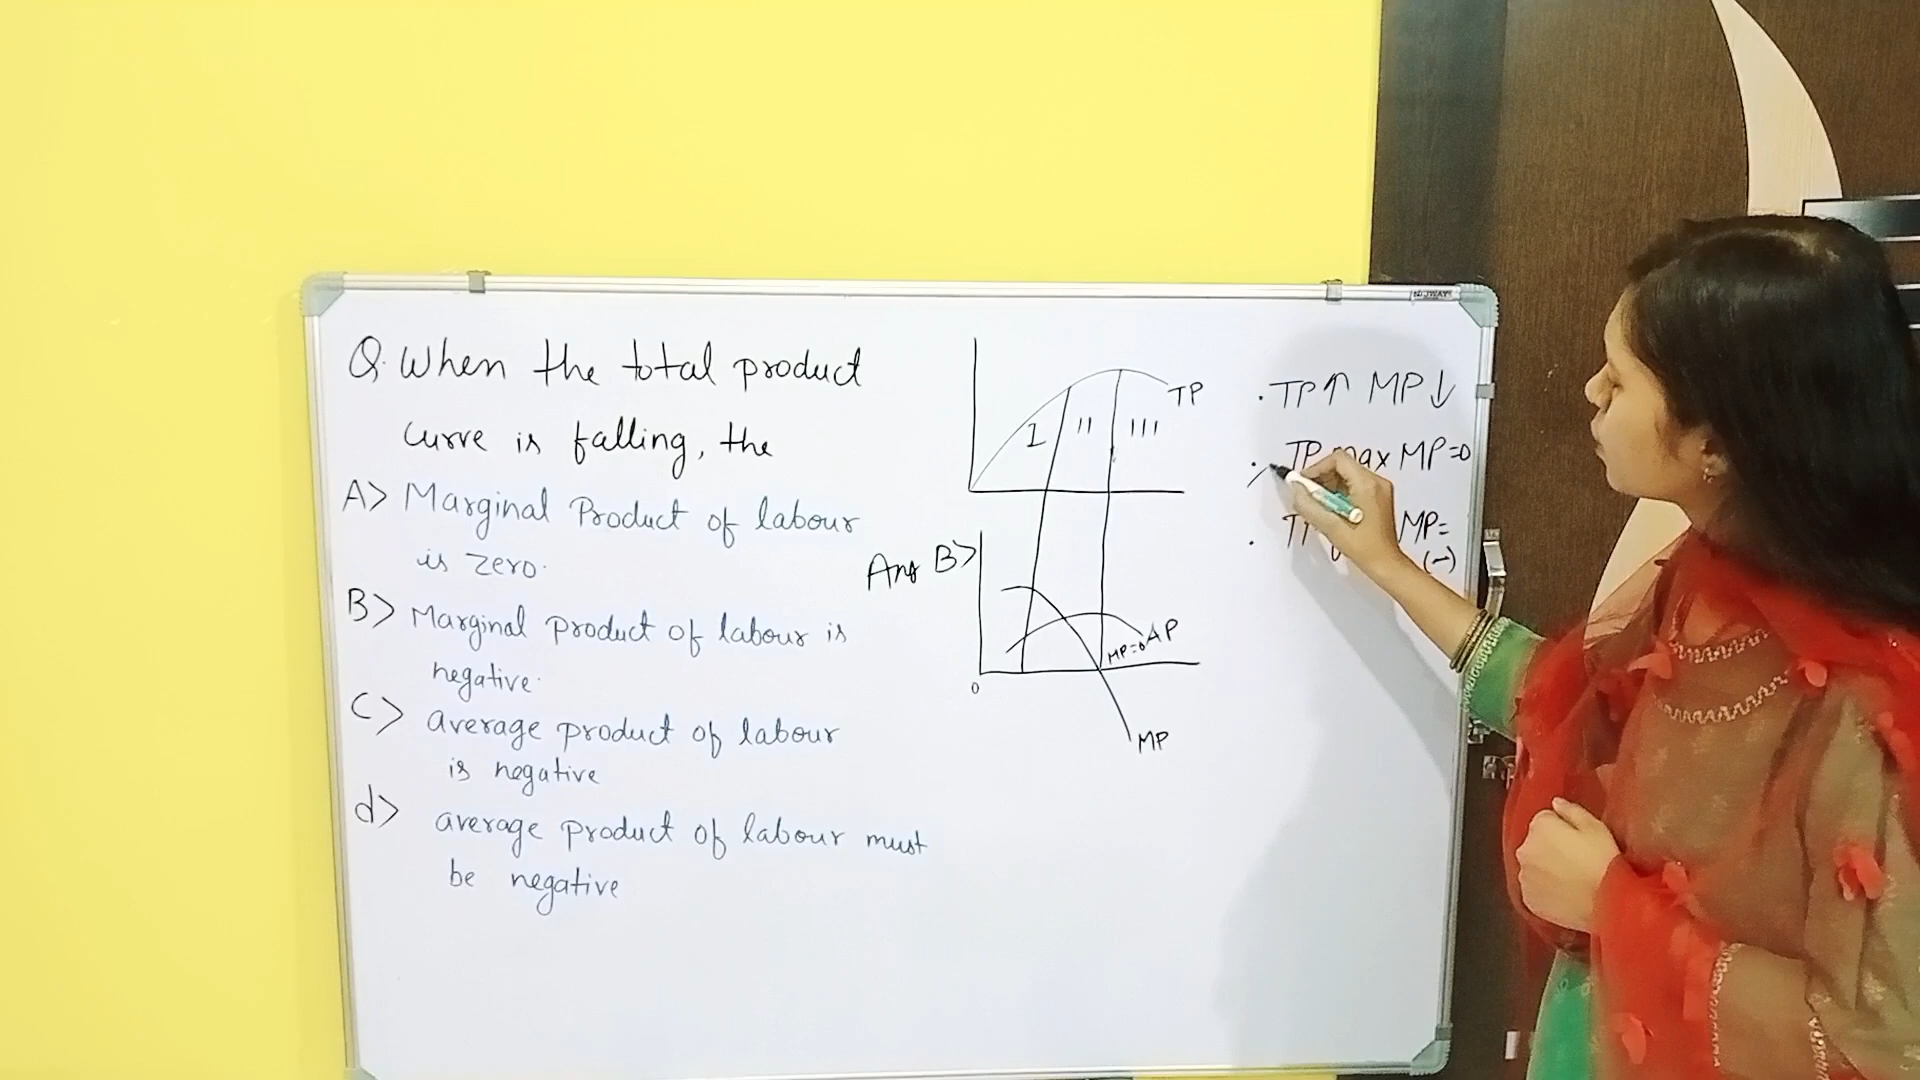 Q. When the total product
curve is falling, the
A> Marginal Product of labour
is zero.
B> Marginal product of labour is
negative.
C> average product of labour
is negative
d> average product of labour must
be negative
Ans B>
TP
I II III
AP
MP=0
0
MP
. TP↑ MP↓
. TP max MP=0
. MP=
(-)